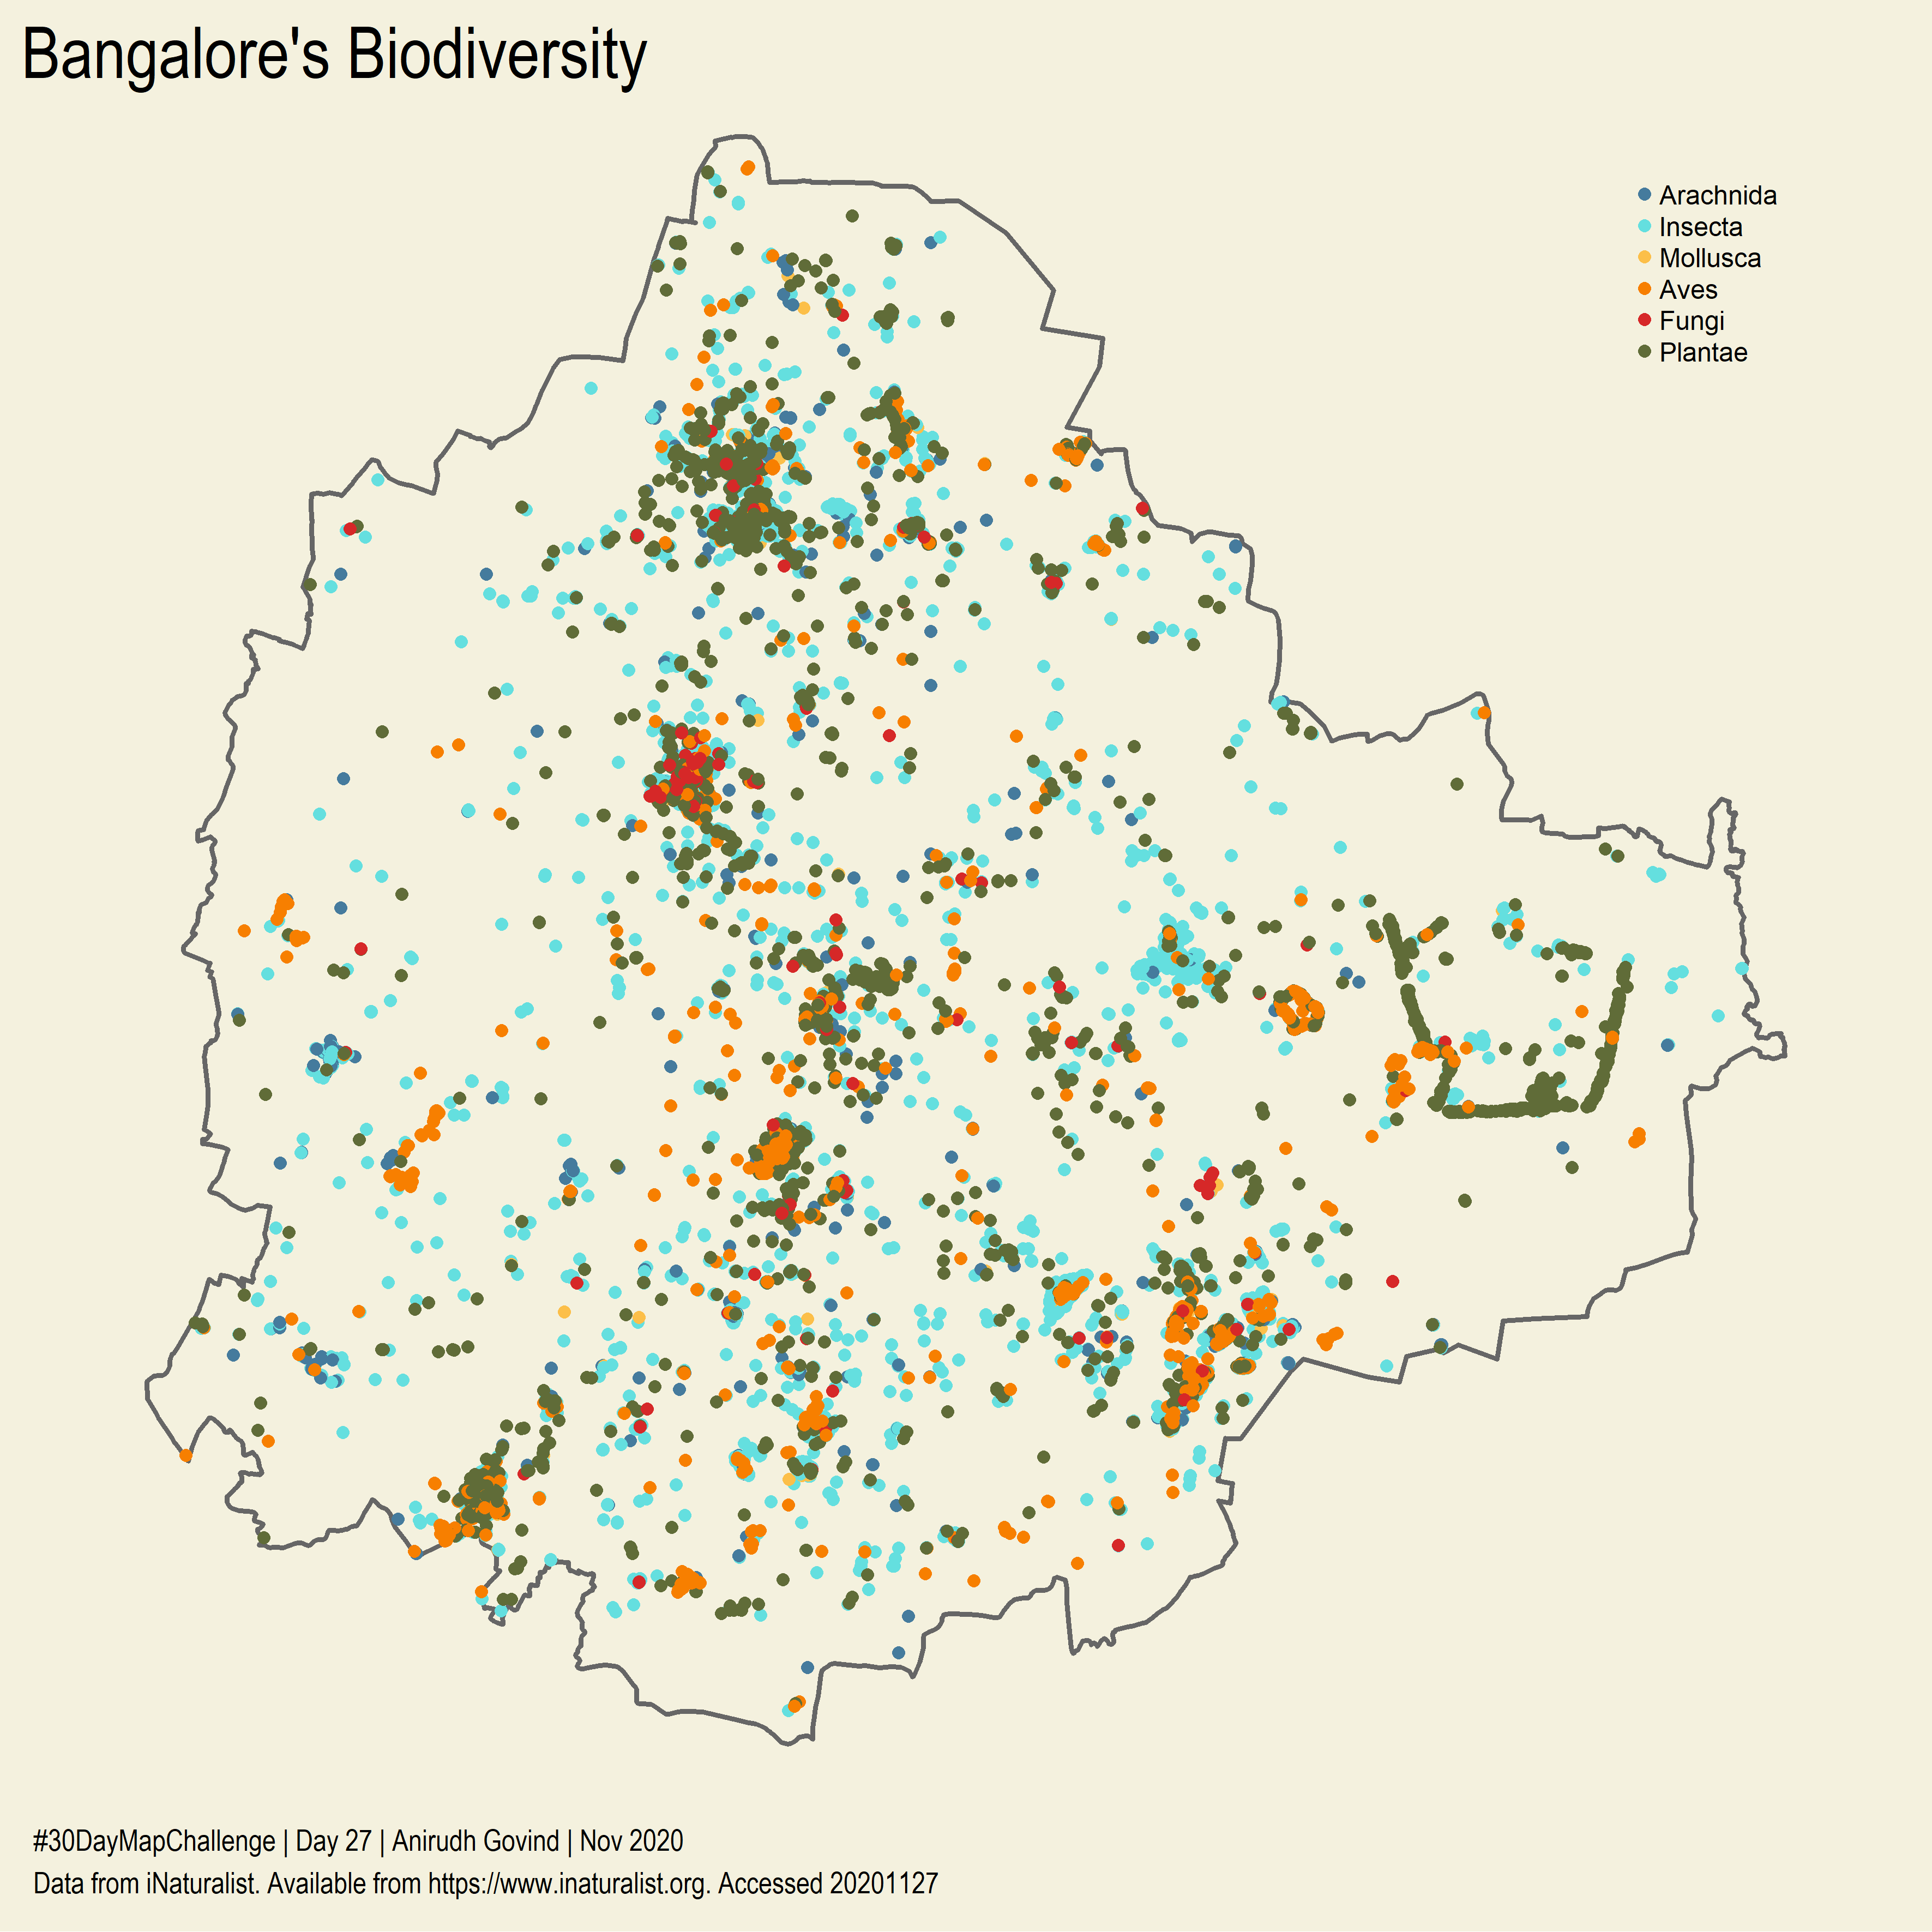 Bangalore's Biodiversity
Arachnida
Insecta
Mollusca
Aves
Fungi
Plantae
#30DayMapChallenge | Day 27 | Anirudh Govind | Nov 2020
Data from iNaturalist. Available from https://www.inaturalist.org. Accessed 20201127